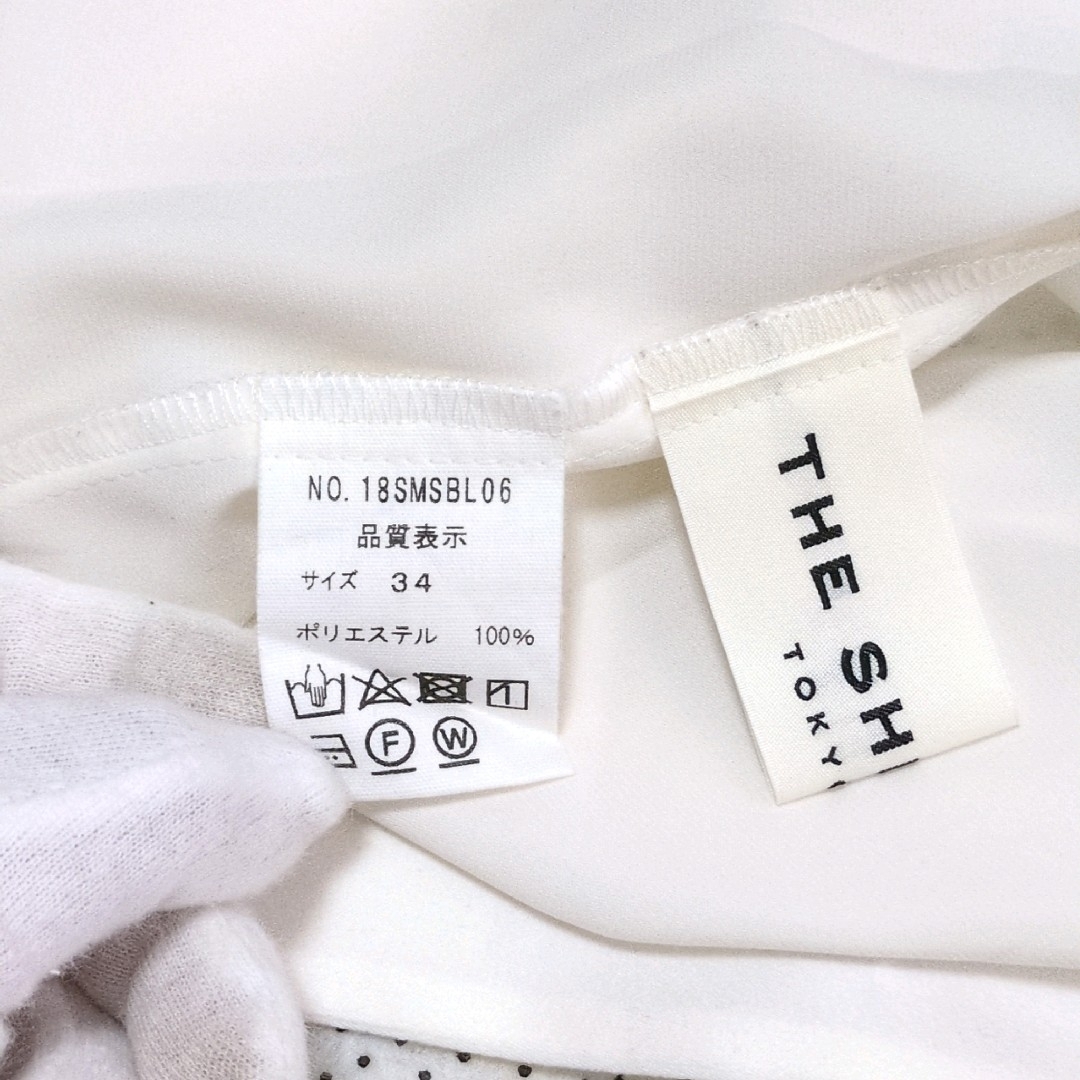 NO.18SMSBL06
品質表示
サイズ 34
ポリエステル 100%
F W
THE
TOKY